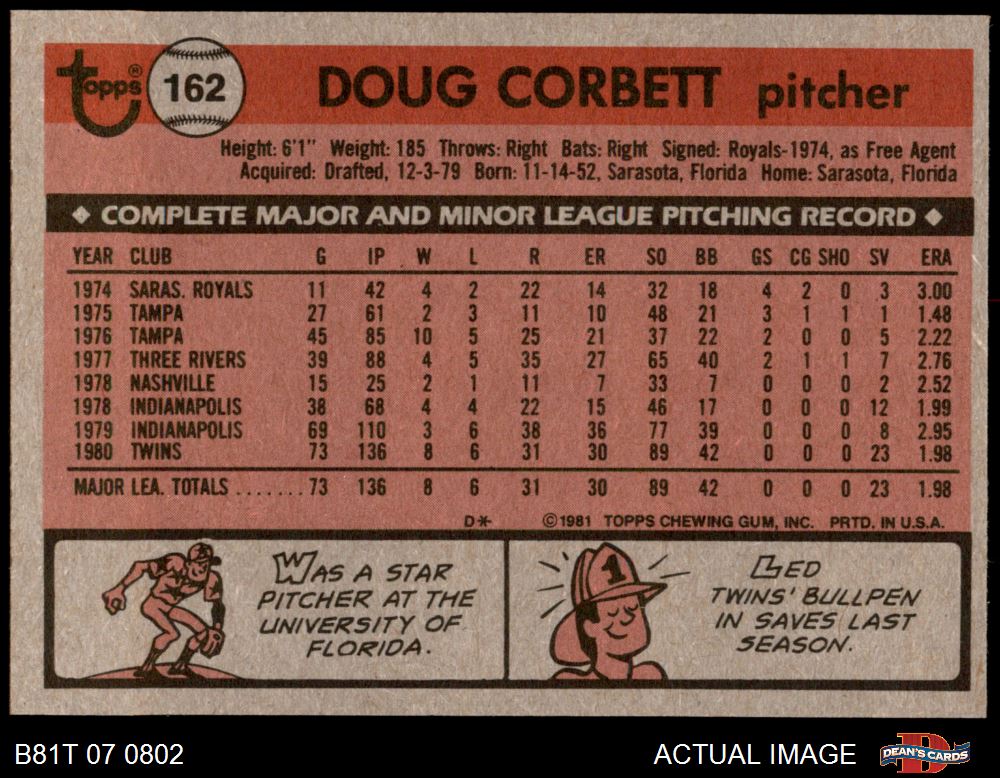 Topps® 162 DOUG CORBETT pitcher
Height: 6'1" Weight: 185 Throws: Right Bats: Right Signed: Royals-1974, as Free Agent
Acquired: Drafted, 12-3-79 Born: 11-14-52, Sarasota, Florida Home: Sarasota, Florida
◆ COMPLETE MAJOR AND MINOR LEAGUE PITCHING RECORD ◆
YEAR CLUB G IP W L R ER SO BB GS CG SHO SV ERA
1974 SARAS. ROYALS 11 42 4 2 22 14 32 18 4 2 0 3 3.00
1975 TAMPA 27 61 2 3 11 10 48 21 3 1 1 1 1.48
1976 TAMPA 45 85 10 5 25 21 37 22 2 0 0 5 2.22
1977 THREE RIVERS 39 88 4 5 35 27 65 40 2 1 1 7 2.76
1978 NASHVILLE 15 25 2 1 11 7 33 7 0 0 0 2 2.52
1978 INDIANAPOLIS 38 68 4 4 22 15 46 17 0 0 0 12 1.99
1979 INDIANAPOLIS 69 110 3 6 38 36 77 39 0 0 0 8 2.95
1980 TWINS 73 136 8 6 31 30 89 42 0 0 0 23 1.98
MAJOR LEA. TOTALS ....... 73 136 8 6 31 30 89 42 0 0 0 23 1.98
D* ©1981 TOPPS CHEWING GUM, INC. PRTD. IN U.S.A.
WAS A STAR
PITCHER AT THE
UNIVERSITY OF
FLORIDA.
1
LED
TWINS' BULLPEN
IN SAVES LAST
SEASON.
B81T 07 0802 ACTUAL IMAGE DEAN'S CARDS